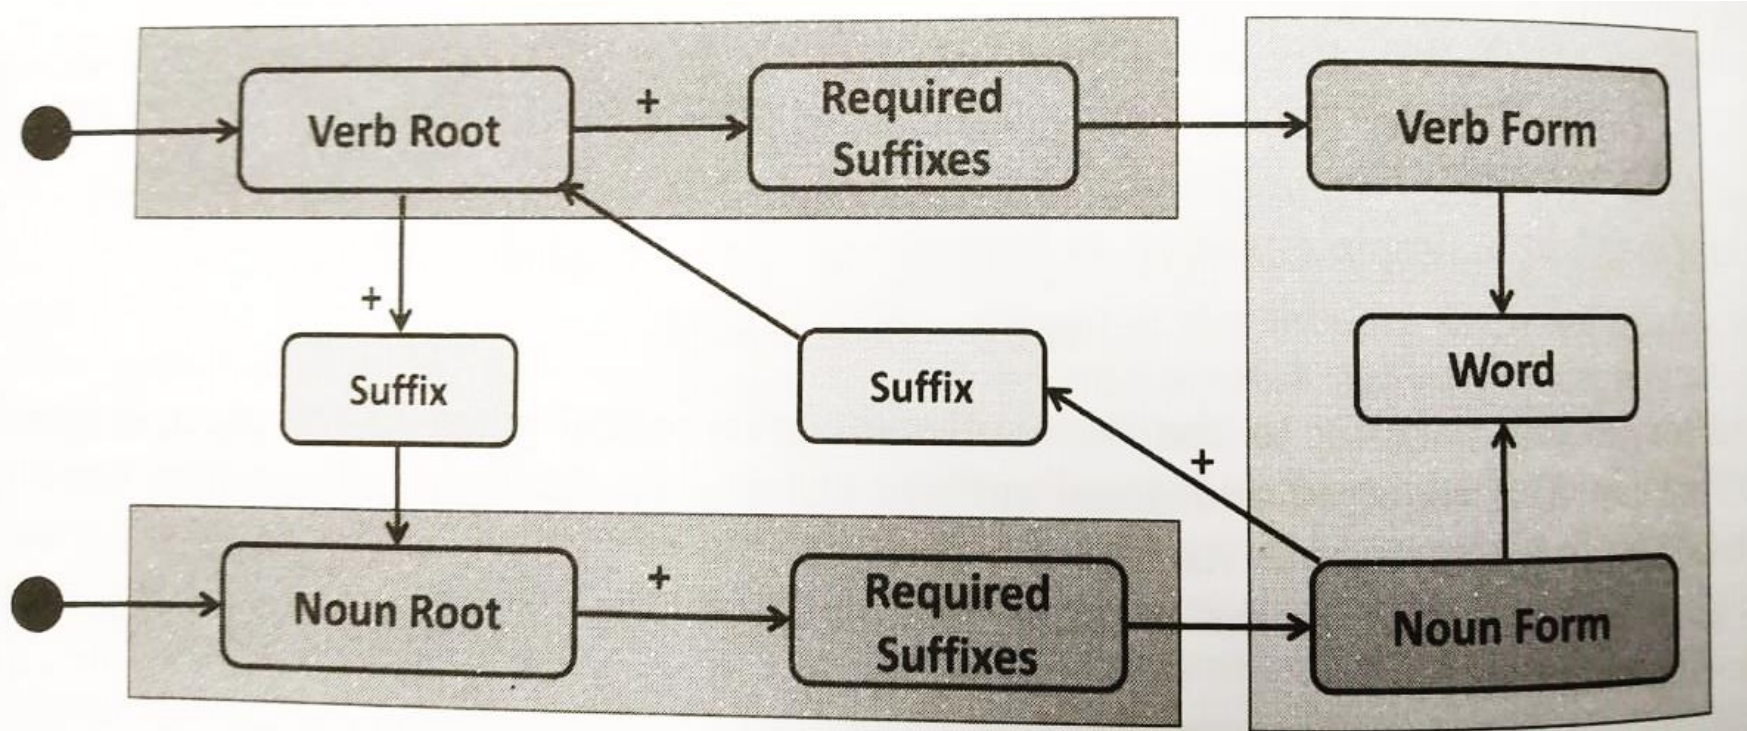 Verb Root
+
Required
Suffixes
Verb Form
+
Suffix
Suffix
Word
+
Noun Root
+
Required
Suffixes
Noun Form